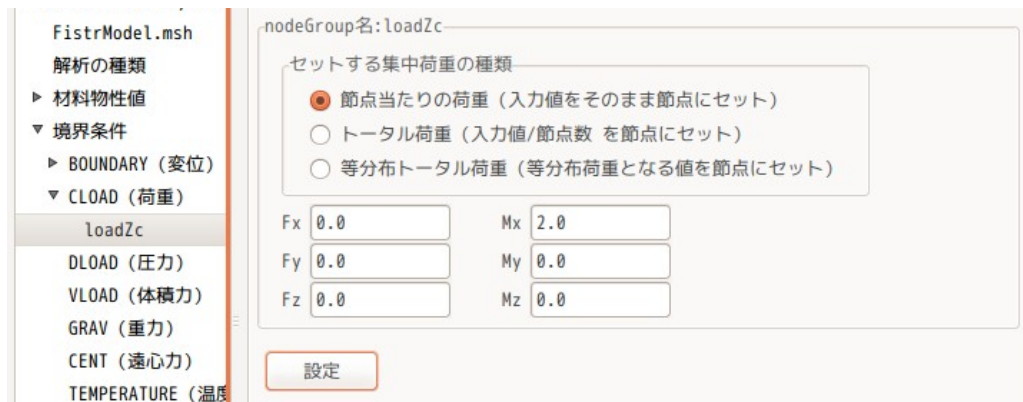 FistrModel.msh
解析の種類
材料物性値
境界条件
BOUNDARY (変位)
CLOAD (荷重)
loadZc
DLOAD (圧力)
VLOAD (体積力)
GRAV (重力)
CENT (遠心力)
TEMPERATURE (温度
nodeGroup名:loadZc
セットする集中荷重の種類
節点当たりの荷重 (入力値をそのまま節点にセット)
トータル荷重 (入力値/節点数 を節点にセット)
等分布トータル荷重 (等分布荷重となる値を節点にセット)
Fx 0.0 Mx 2.0
Fy 0.0 My 0.0
Fz 0.0 Mz 0.0
設定